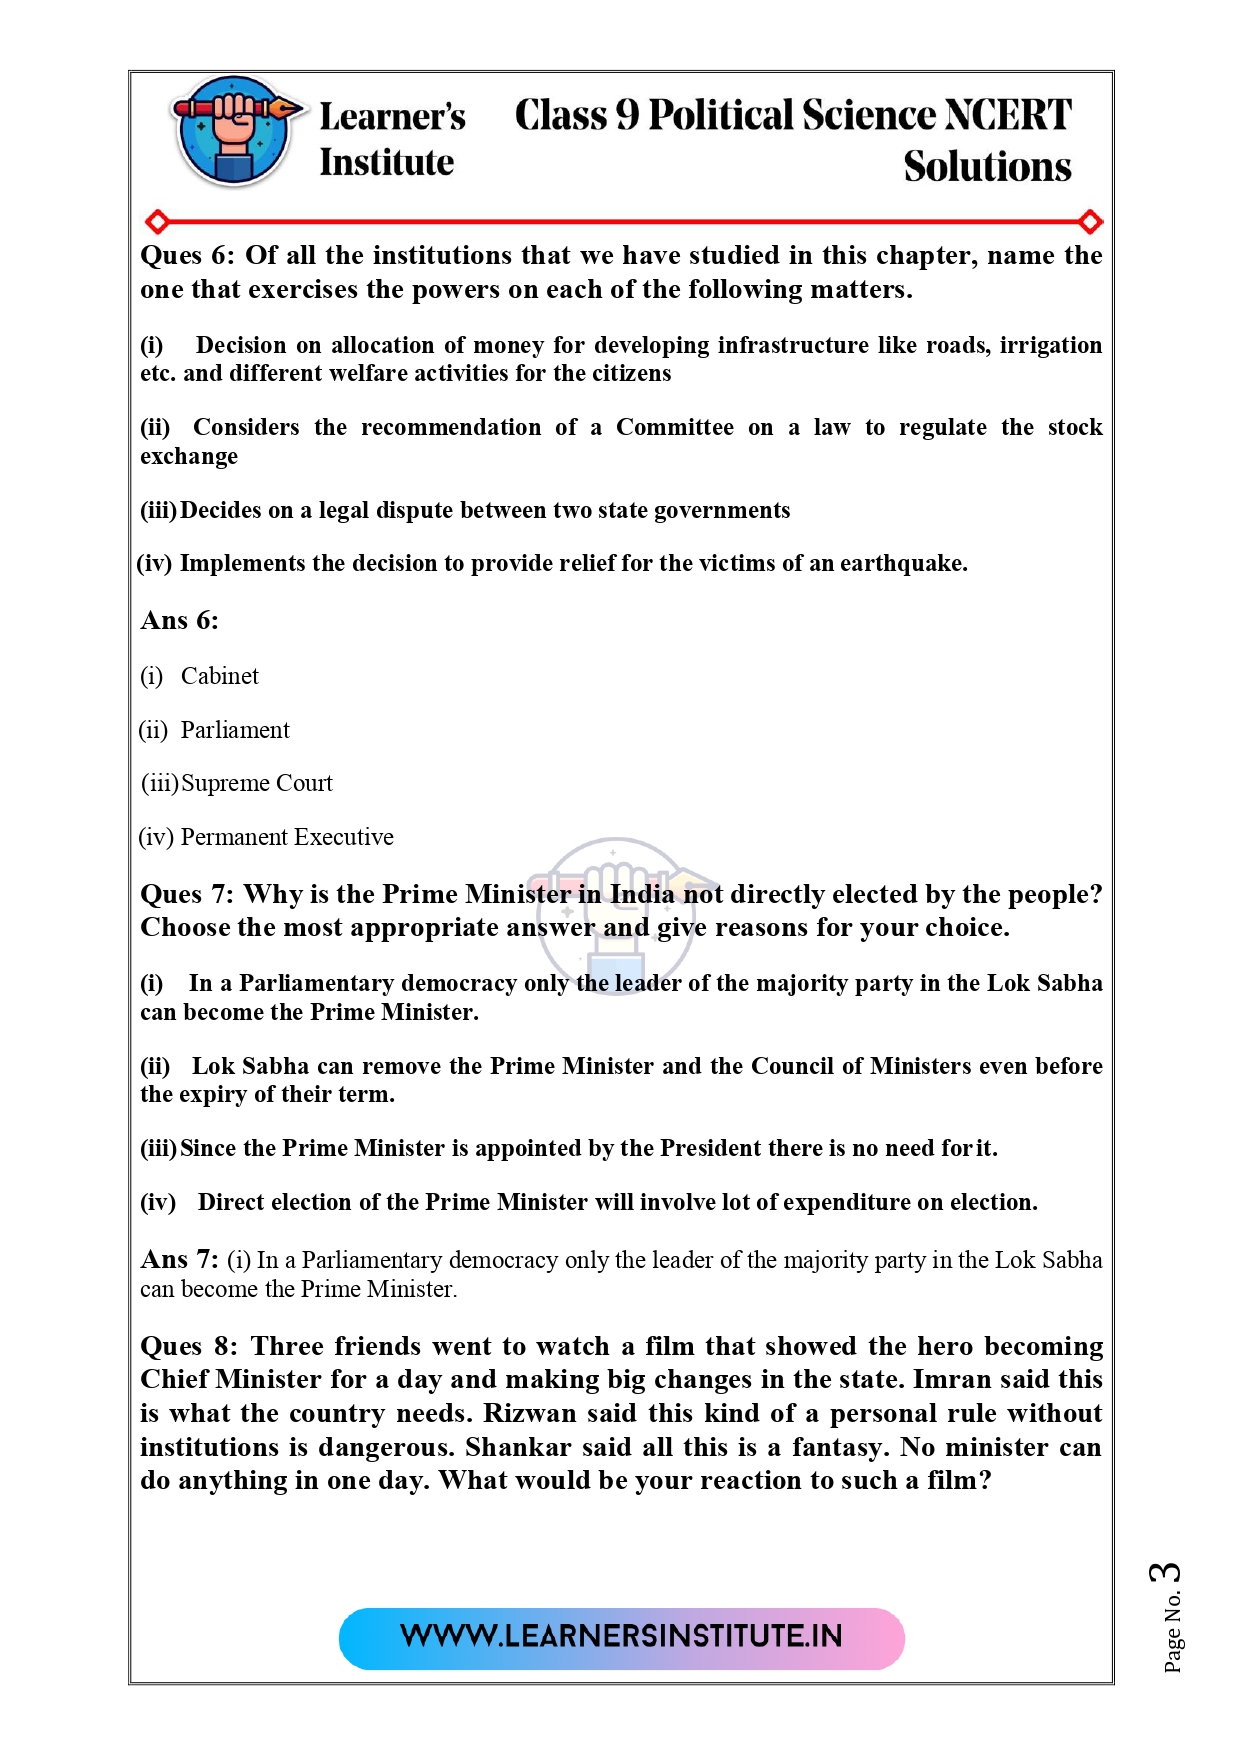 Learner's
Institute
Class 9 Political Science NCERT
Solutions
Ques 6: Of all the institutions that we have studied in this chapter, name the
one that exercises the powers on each of the following matters.
(i) Decision on allocation of money for developing infrastructure like roads, irrigation
etc. and different welfare activities for the citizens
(ii) Considers the recommendation of a Committee on a law to regulate the stock
exchange
(iii) Decides on a legal dispute between two state governments
(iv) Implements the decision to provide relief for the victims of an earthquake.
Ans 6:
(i) Cabinet
(ii) Parliament
(iii) Supreme Court
(iv) Permanent Executive
Ques 7: Why is the Prime Minister in India not directly elected by the people?
Choose the most appropriate answer and give reasons for your choice.
(i) In a Parliamentary democracy only the leader of the majority party in the Lok Sabha
can become the Prime Minister.
(ii) Lok Sabha can remove the Prime Minister and the Council of Ministers even before
the expiry of their term.
(iii) Since the Prime Minister is appointed by the President there is no need for it.
(iv) Direct election of the Prime Minister will involve lot of expenditure on election.
Ans 7: (i) In a Parliamentary democracy only the leader of the majority party in the Lok Sabha
can become the Prime Minister.
Ques 8: Three friends went to watch a film that showed the hero becoming
Chief Minister for a day and making big changes in the state. Imran said this
is what the country needs. Rizwan said this kind of a personal rule without
institutions is dangerous. Shankar said all this is a fantasy. No minister can
do anything in one day. What would be your reaction to such a film?
WWW.LEARNERSINSTITUTE.IN
Page No. 3